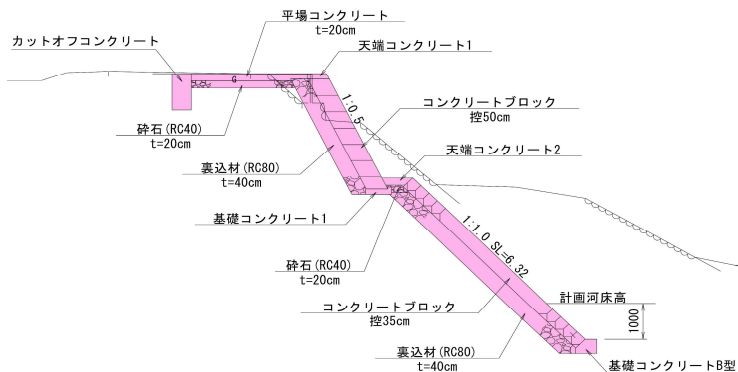 平場コンクリート
t=20cm
カットオフコンクリート
天端コンクリート1
G
1:0.5
コンクリートブロック
控50cm
砕石(RC40)
t=20cm
天端コンクリート2
裏込材(RC80)
t=40cm
基礎コンクリート1
1:1.0 SL=6.32
砕石(RC40)
t=20cm
計画河床高
コンクリートブロック
控35cm
1000
裏込材(RC80)
t=40cm
基礎コンクリートB型